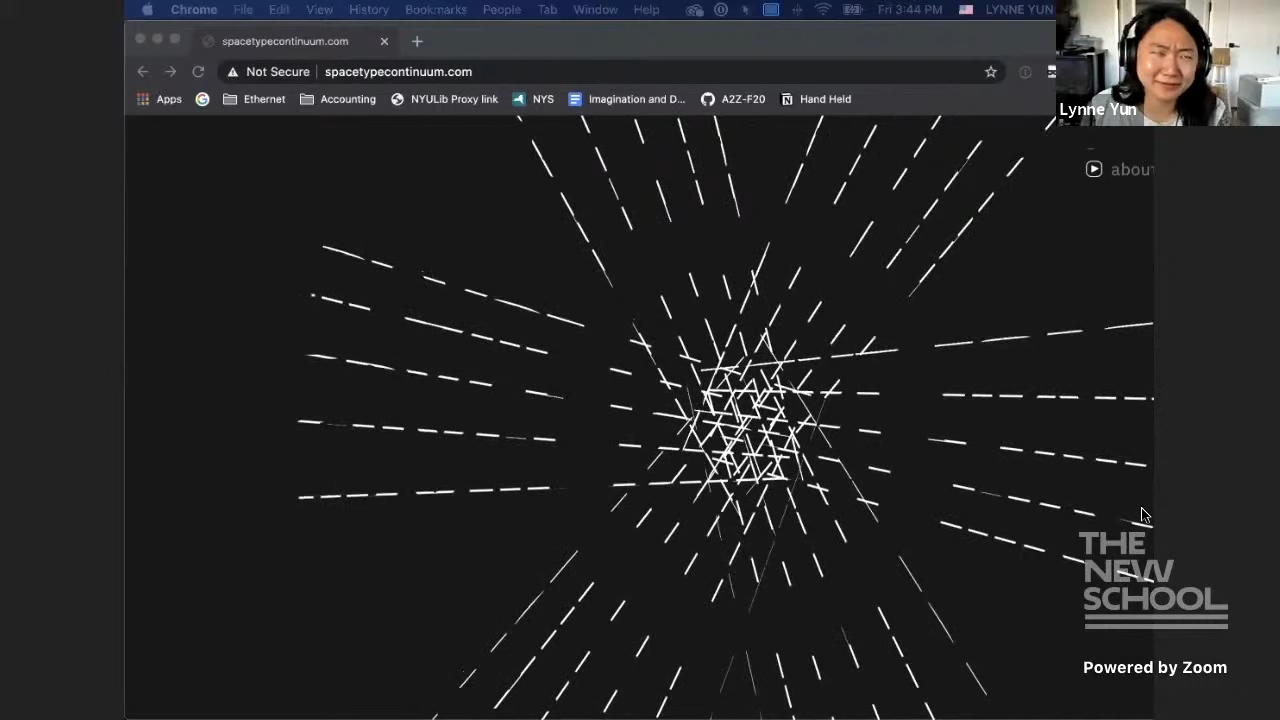 Chrome File Edit View History Bookmarks People Tab Window Help Fri 3:44 PM LYNNE YUN
spacetypecontinuum.com
Not Secure spacetypecontinuum.com
Apps Ethernet Accounting NYULib Proxy link NYS Imagination and D... A2Z-F20 Hand Held
Lynne Yun
about
THE
NEW
SCHOOL
Powered by Zoom